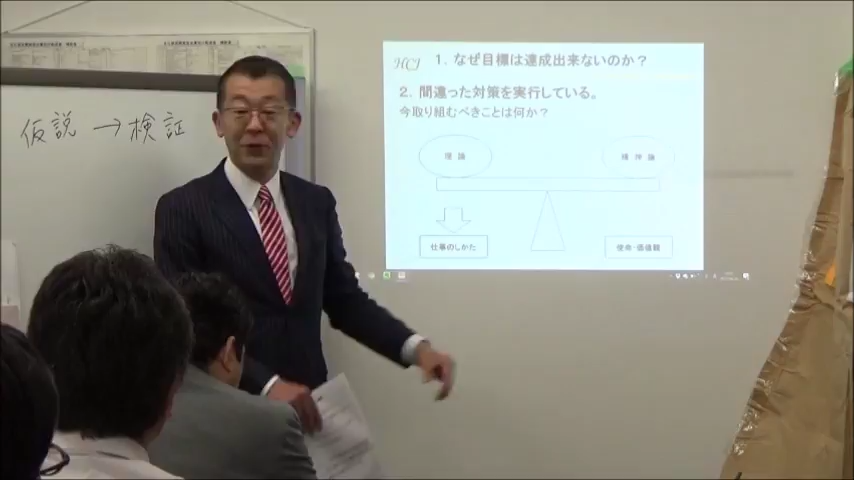 仮説 → 検証
HCI
1. なぜ目標は達成出来ないのか？
2. 間違った対策を実行している。
今取り組むべきことは何か？
理 論
精 神 論
仕事のしかた
使命・価値観